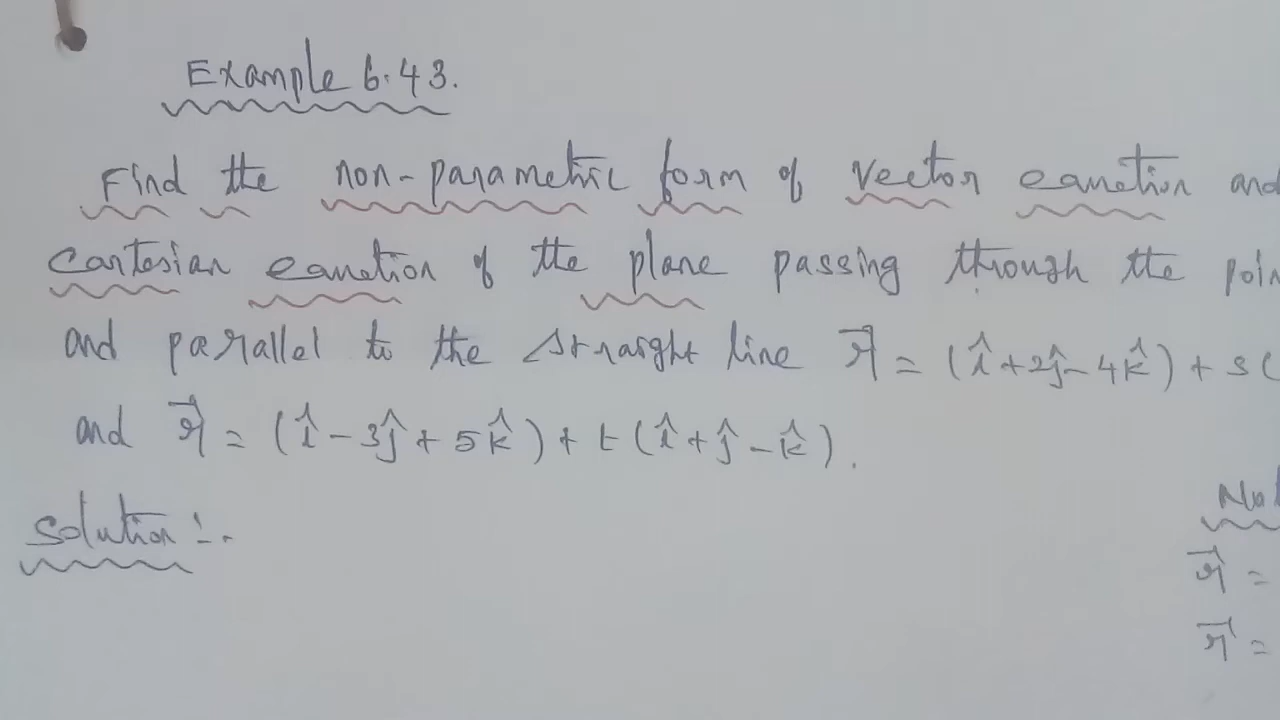 Example 6.43.
Find the non-parametric form of vector equation and
cartesian equation of the plane passing through the poin
and parallel to the straight line r⃗ = (î+2ĵ-4k̂) + s(
and r⃗ = (î-3ĵ+5k̂)+t(î+ĵ-k̂).
Solution:-
r⃗ =
r⃗ =